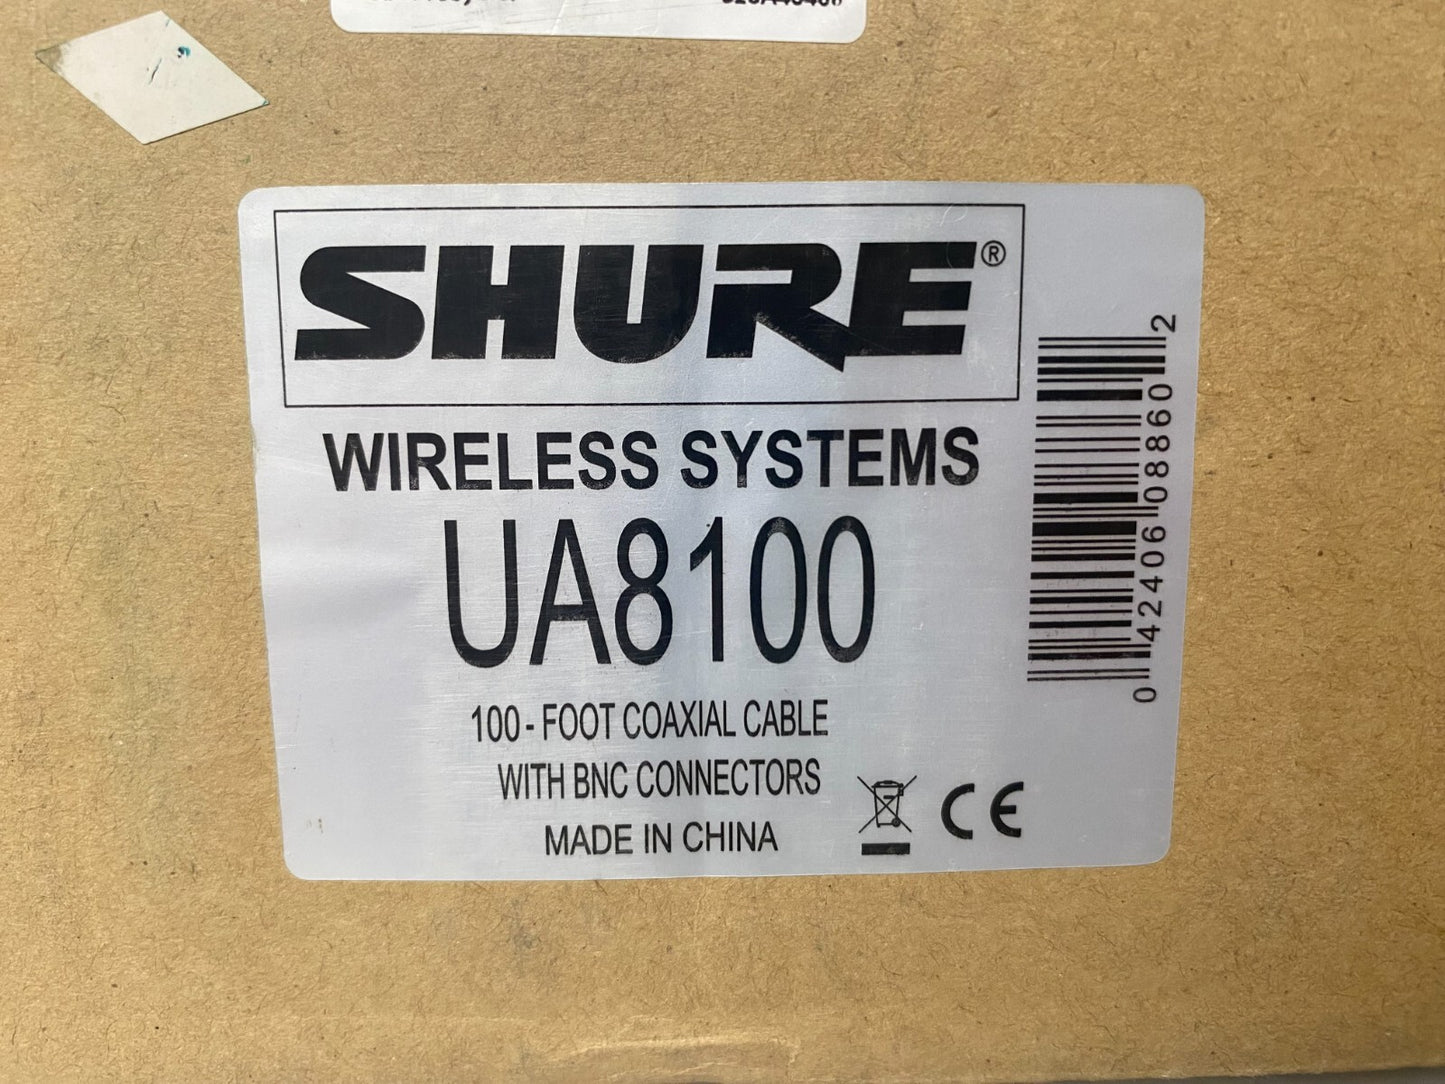 SHURE®
WIRELESS SYSTEMS
UA8100
100-FOOT COAXIAL CABLE
WITH BNC CONNECTORS
MADE IN CHINA
CE
0 42406 08860 2